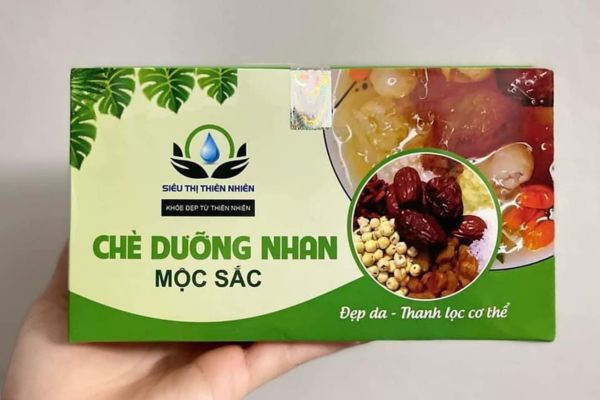 SIÊU THỊ THIÊN NHIÊN
KHỎE ĐẸP TỪ THIÊN NHIÊN
CHÈ DƯỠNG NHAN
MỘC SẮC
Đẹp da - Thanh lọc cơ thể